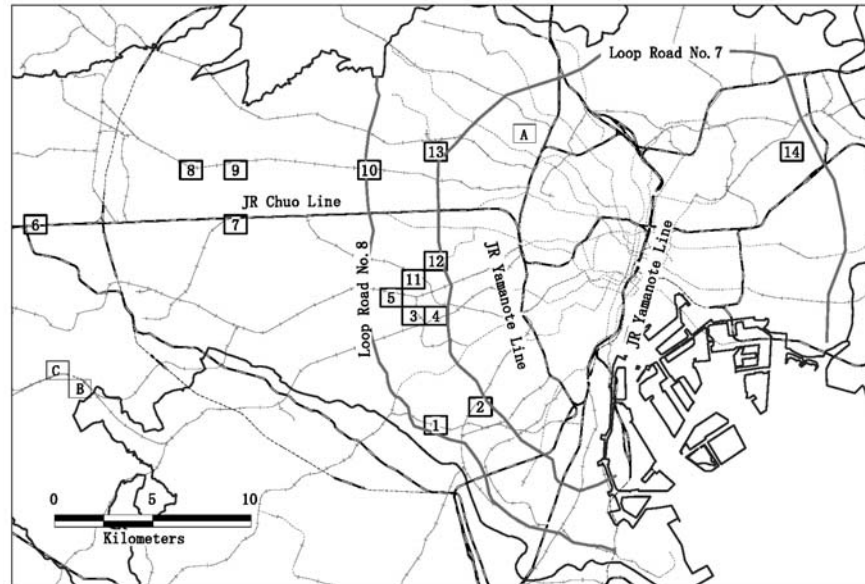 Loop Road No.7
A
13
14
8
9
10
JR Chuo Line
6
7
Loop Road No.8
12
11
5
3
4
JR Yamanote Line
JR Yamanote Line
C
B
2
1
0 5 10
Kilometers